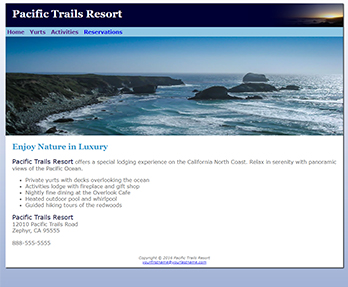 Pacific Trails Resort
Home Yurts Activities Reservations
Enjoy Nature in Luxury
Pacific Trails Resort offers a special lodging experience on the California North Coast. Relax in serenity with panoramic
views of the Pacific Ocean.
• Private yurts with decks overlooking the ocean
• Activities lodge with fireplace and gift shop
• Nightly fine dining at the Overlook Cafe
• Heated outdoor pool and whirlpool
• Guided hiking tours of the redwoods
Pacific Trails Resort
12010 Pacific Trails Road
Zephyr, CA 95555
888-555-5555
Copyright © 2016 Pacific Trails Resort
yourfirstname@yourlastname.com